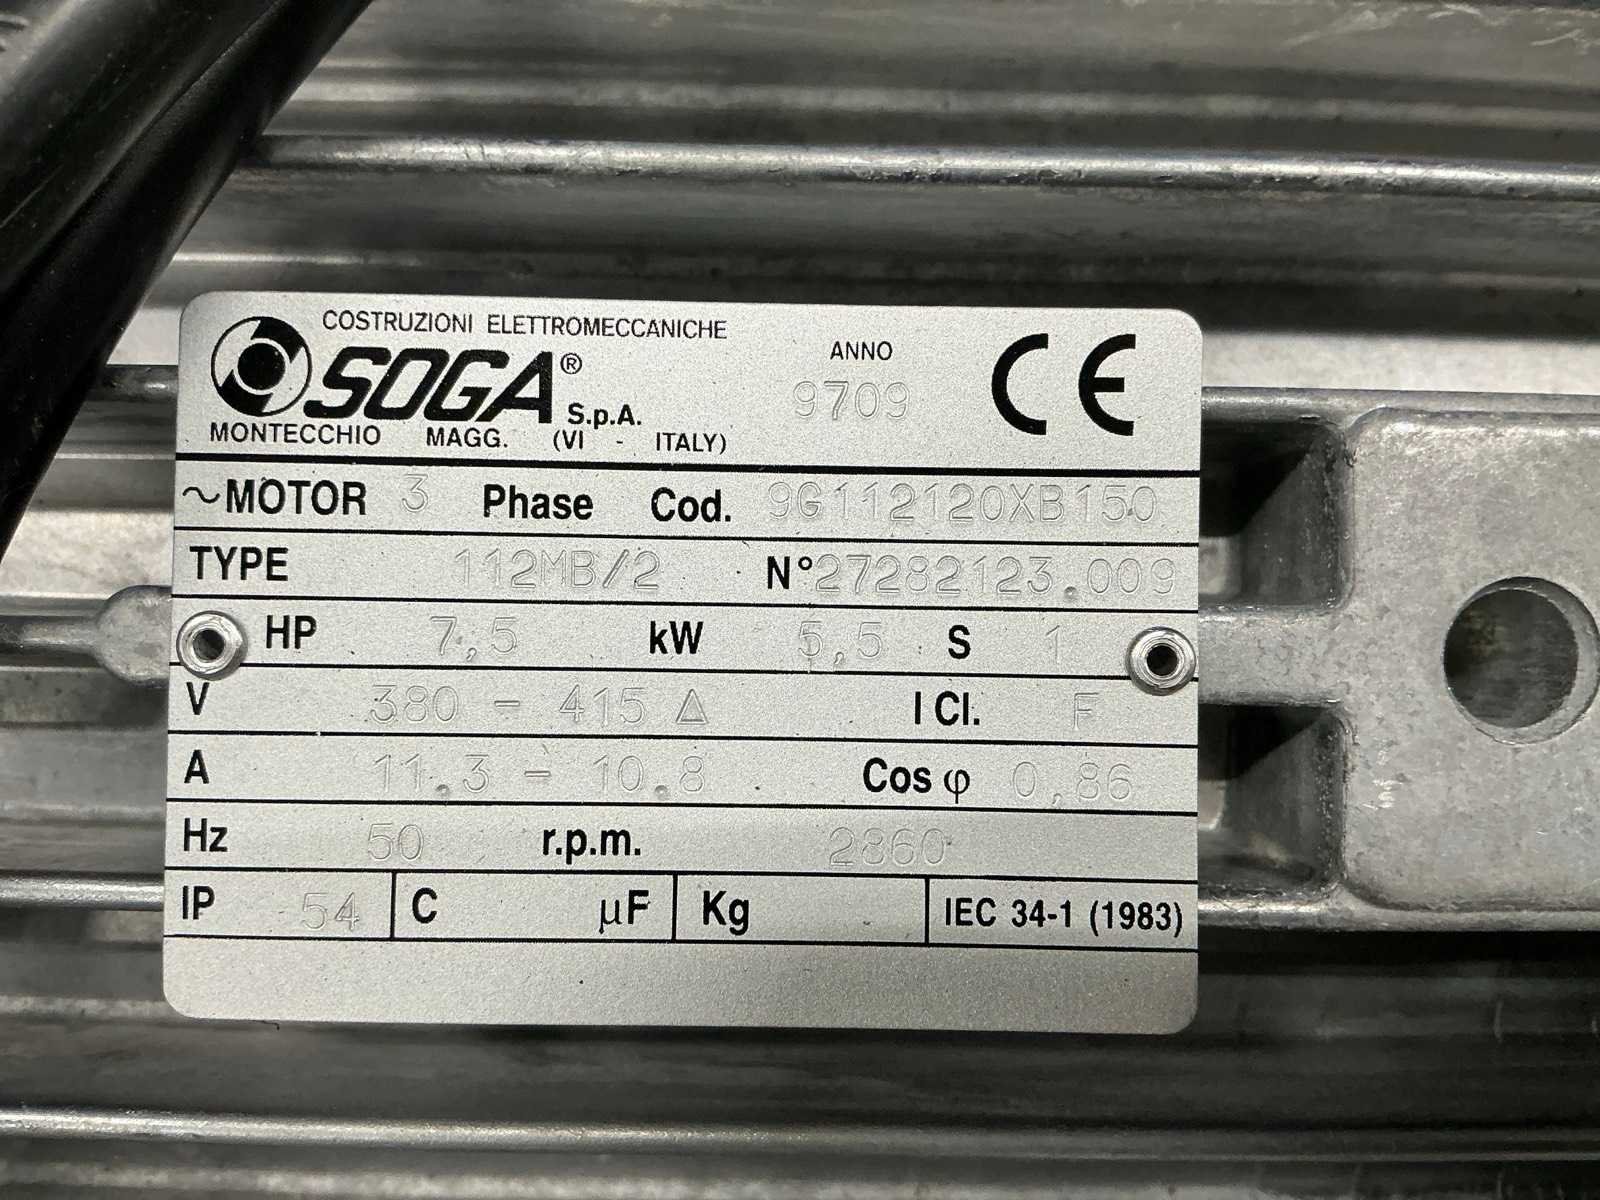 COSTRUZIONI ELETTROMECCANICHE
SOGA® S.p.A.
MONTECCHIO MAGG. (VI - ITALY)
ANNO
9709
CE
~MOTOR 3 Phase Cod. 9G112120XB150
TYPE 112MB/2 N°27282123.009
HP 7,5 kW 5,5 S 1
V 380 - 415 Δ I Cl. F
A 11.3 - 10.8 Cos φ 0,86
Hz 50 r.p.m. 2860
IP 54 C µF Kg IEC 34-1 (1983)